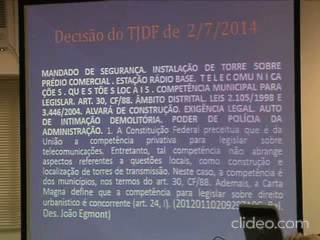 Decisão do TJDF de 2/7/2014
MANDADO DE SEGURANÇA. INSTALAÇÃO DE TORRE SOBRE
PRÉDIO COMERCIAL . ESTAÇÃO RÁDIO BASE. T E L E C O M U N I C A
Ç Õ E S . Q U E S T Õ E S L O C A I S . COMPETÊNCIA MUNICIPAL PARA
LEGISLAR. ART. 30, CF/88. ÂMBITO DISTRITAL. LEIS 2.105/1998 E
3.446/2004. ALVARÁ DE CONSTRUÇÃO. EXIGÊNCIA LEGAL. AUTO
DE INTIMAÇÃO DEMOLITÓRIA. PODER DE POLÍCIA DA
ADMINISTRAÇÃO. 1. A Constituição Federal preceitua que é da
União a competência privativa para legislar sobre
telecomunicações. Entretanto, tal competência não abrange
aspectos referentes a questões locais, como construção e
localização de torres de transmissão. Neste caso, a competência é
dos municípios, nos termos do artigo 30, CF/88. Ademais, a Carta
Magna define que a competência para legislar sobre direito
urbanístico é concorrente (art. 24, i).
Des. João Egmont)
clideo.com